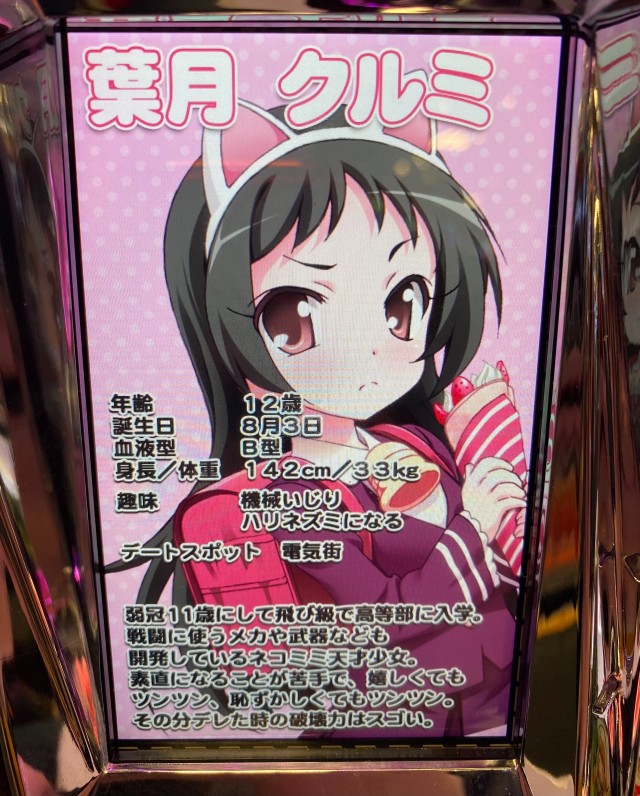 葉月 クルミ
年齢 12歳
誕生日 8月3日
血液型 B型
身長/体重 142cm/33kg
趣味 機械いじり
ハリネズミになる
デートスポット 電気街
弱冠11歳にして飛び級で高等部に入学。
戦闘に使うメカや武器なども
開発しているネコミミ天才少女。
素直になることが苦手で、嬉しくても
ツンツン、恥ずかしくてもツンツン。
その分デレた時の破壊力はスゴい。